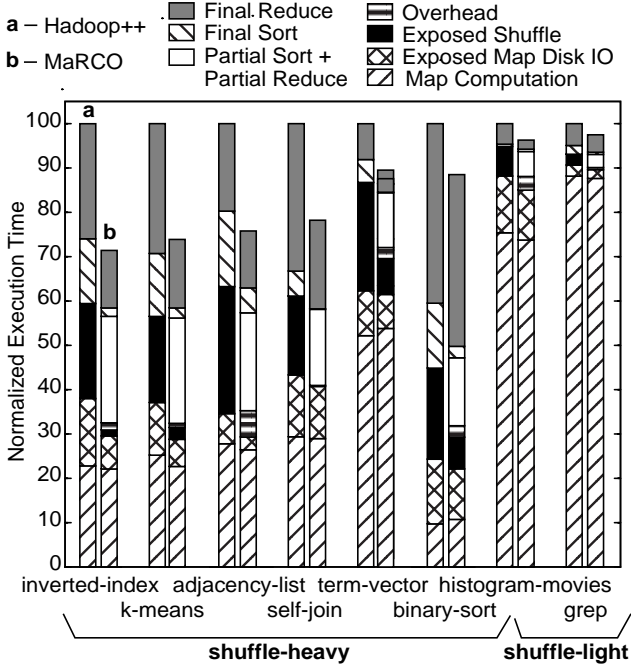 a – Hadoop++
b – MaRCO
Final Reduce
Final Sort
Partial Sort +
Partial Reduce
Overhead
Exposed Shuffle
Exposed Map Disk IO
Map Computation
Normalized Execution Time
100
90
80
70
60
50
40
30
20
10
0
a
b
inverted-index adjacency-list term-vector histogram-movies
k-means self-join binary-sort grep
shuffle-heavy shuffle-light